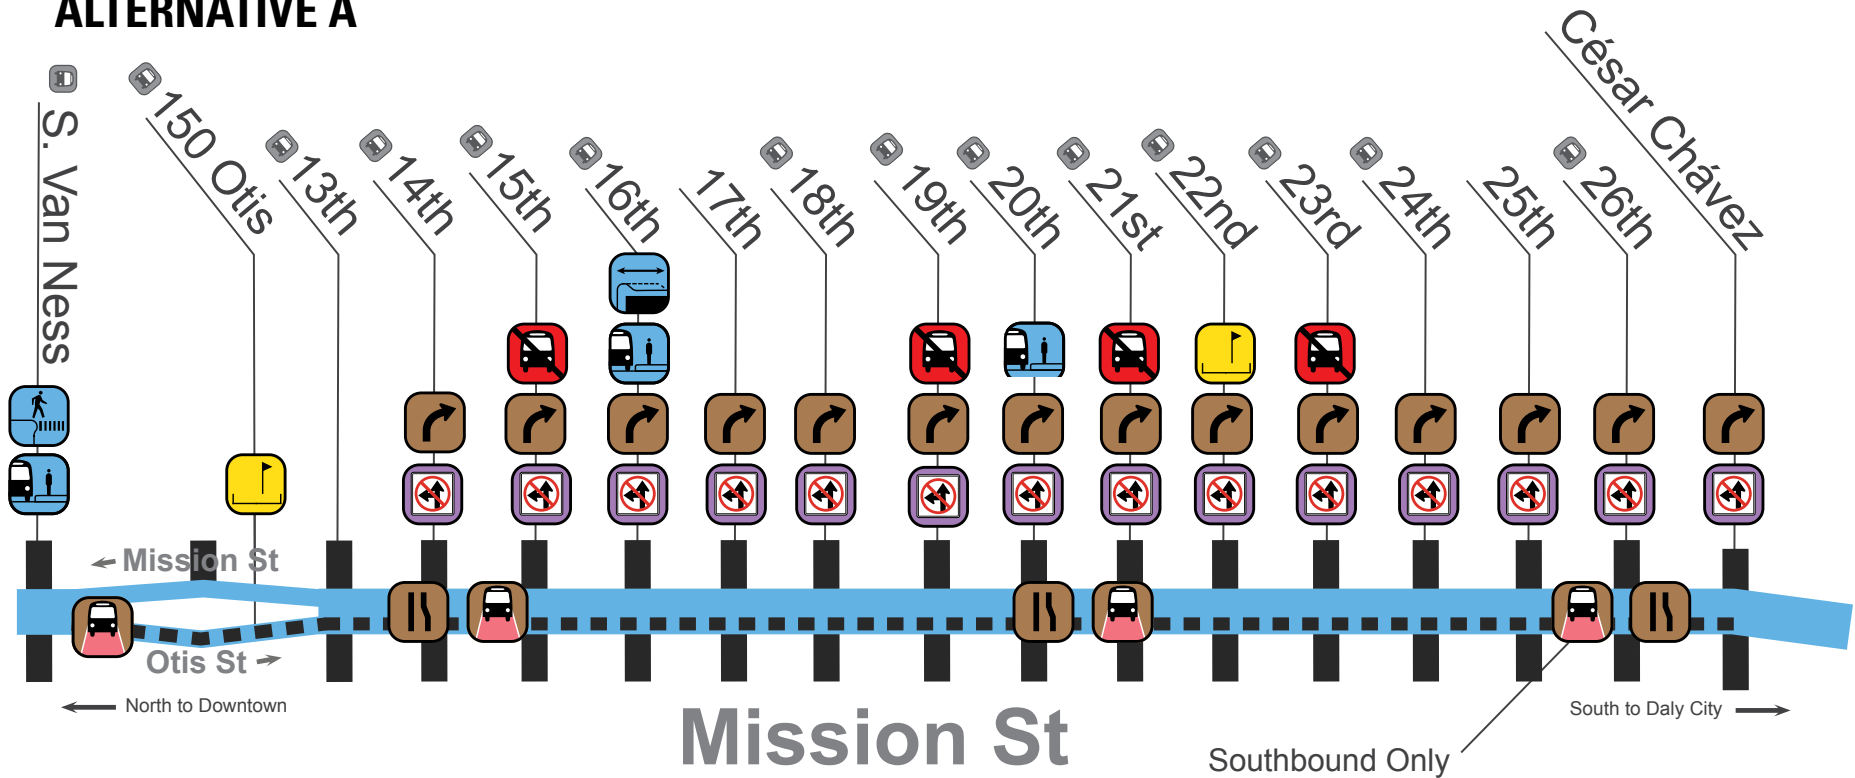 ALTERNATIVE A
S. Van Ness
150 Otis
13th
14th
15th
16th
17th
18th
19th
20th
21st
22nd
23rd
24th
25th
26th
César Chávez
Mission St
Otis St
North to Downtown
South to Daly City
Mission St
Southbound Only